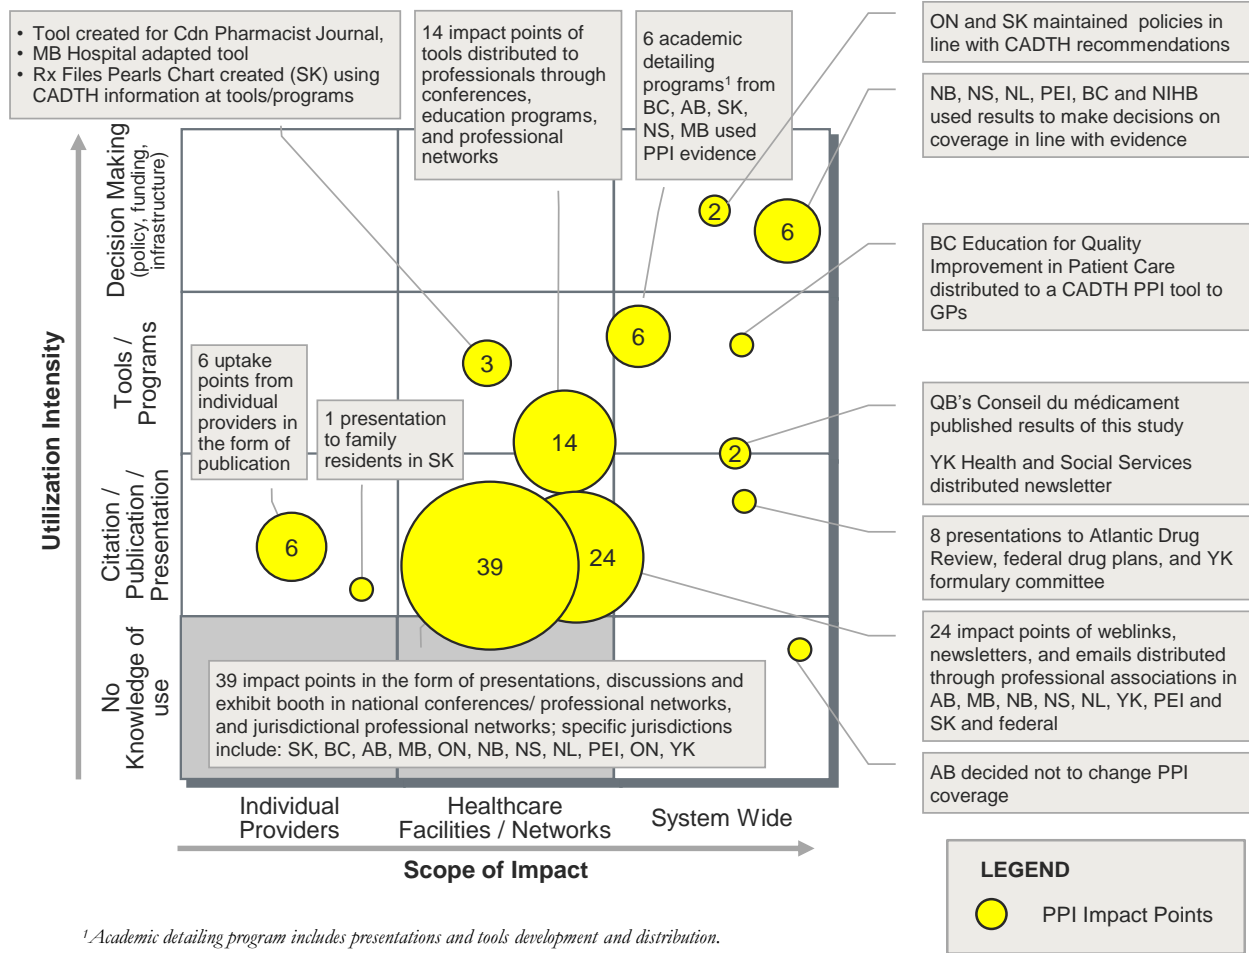 • Tool created for Cdn Pharmacist Journal,
• MB Hospital adapted tool
• Rx Files Pearls Chart created (SK) using
CADTH information at tools/programs
14 impact points of
tools distributed to
professionals through
conferences,
education programs,
and professional
networks
6 academic
detailing
programs¹ from
BC, AB, SK,
NS, MB used
PPI evidence
ON and SK maintained policies in
line with CADTH recommendations
NB, NS, NL, PEI, BC and NIHB
used results to make decisions on
coverage in line with evidence
BC Education for Quality
Improvement in Patient Care
distributed to a CADTH PPI tool to
GPs
QB's Conseil du médicament
published results of this study
YK Health and Social Services
distributed newsletter
8 presentations to Atlantic Drug
Review, federal drug plans, and YK
formulary committee
24 impact points of weblinks,
newsletters, and emails distributed
through professional associations in
AB, MB, NB, NS, NL, YK, PEI and
SK and federal
AB decided not to change PPI
coverage
Utilization Intensity
Decision Making
(policy, funding,
infrastructure)
Tools /
Programs
Citation /
Publication /
Presentation
No
Knowledge of
use
2
6
6
3
14
2
6 uptake
points from
individual
providers in
the form of
publication
1 presentation
to family
residents in SK
6
39
24
39 impact points in the form of presentations, discussions and
exhibit booth in national conferences/ professional networks,
and jurisdictional professional networks; specific jurisdictions
include: SK, BC, AB, MB, ON, NB, NS, NL, PEI, ON, YK
Individual
Providers
Healthcare
Facilities / Networks
System Wide
Scope of Impact
LEGEND
PPI Impact Points
¹Academic detailing program includes presentations and tools development and distribution.